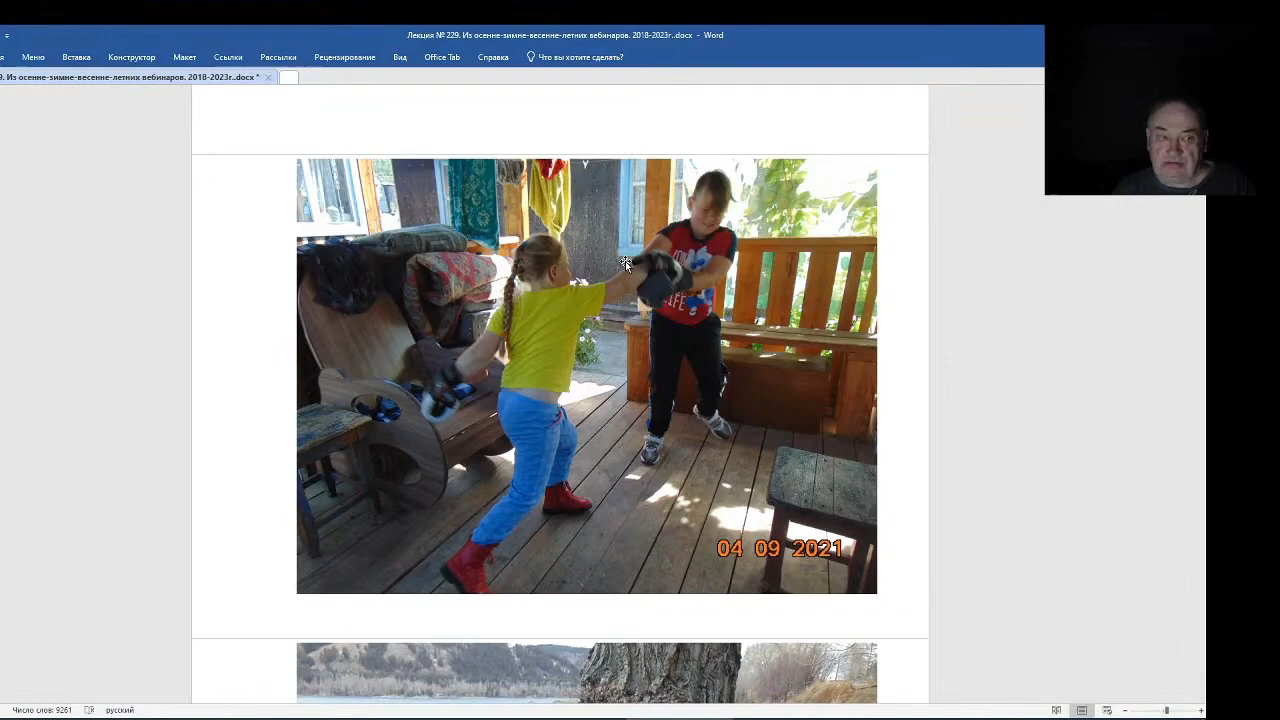 Лекция № 229. Из осенне-зимне-весенне-летних вебинаров. 2018-2023г..docx - Word
Меню Вставка Конструктор Макет Ссылки Рассылки Рецензирование Вид Office Tab Справка Что вы хотите сделать?
9. Из осенне-зимне-весенне-летних вебинаров. 2018-2023г..docx *
LIFE
04 09 2021
Число слов: 9261 русский